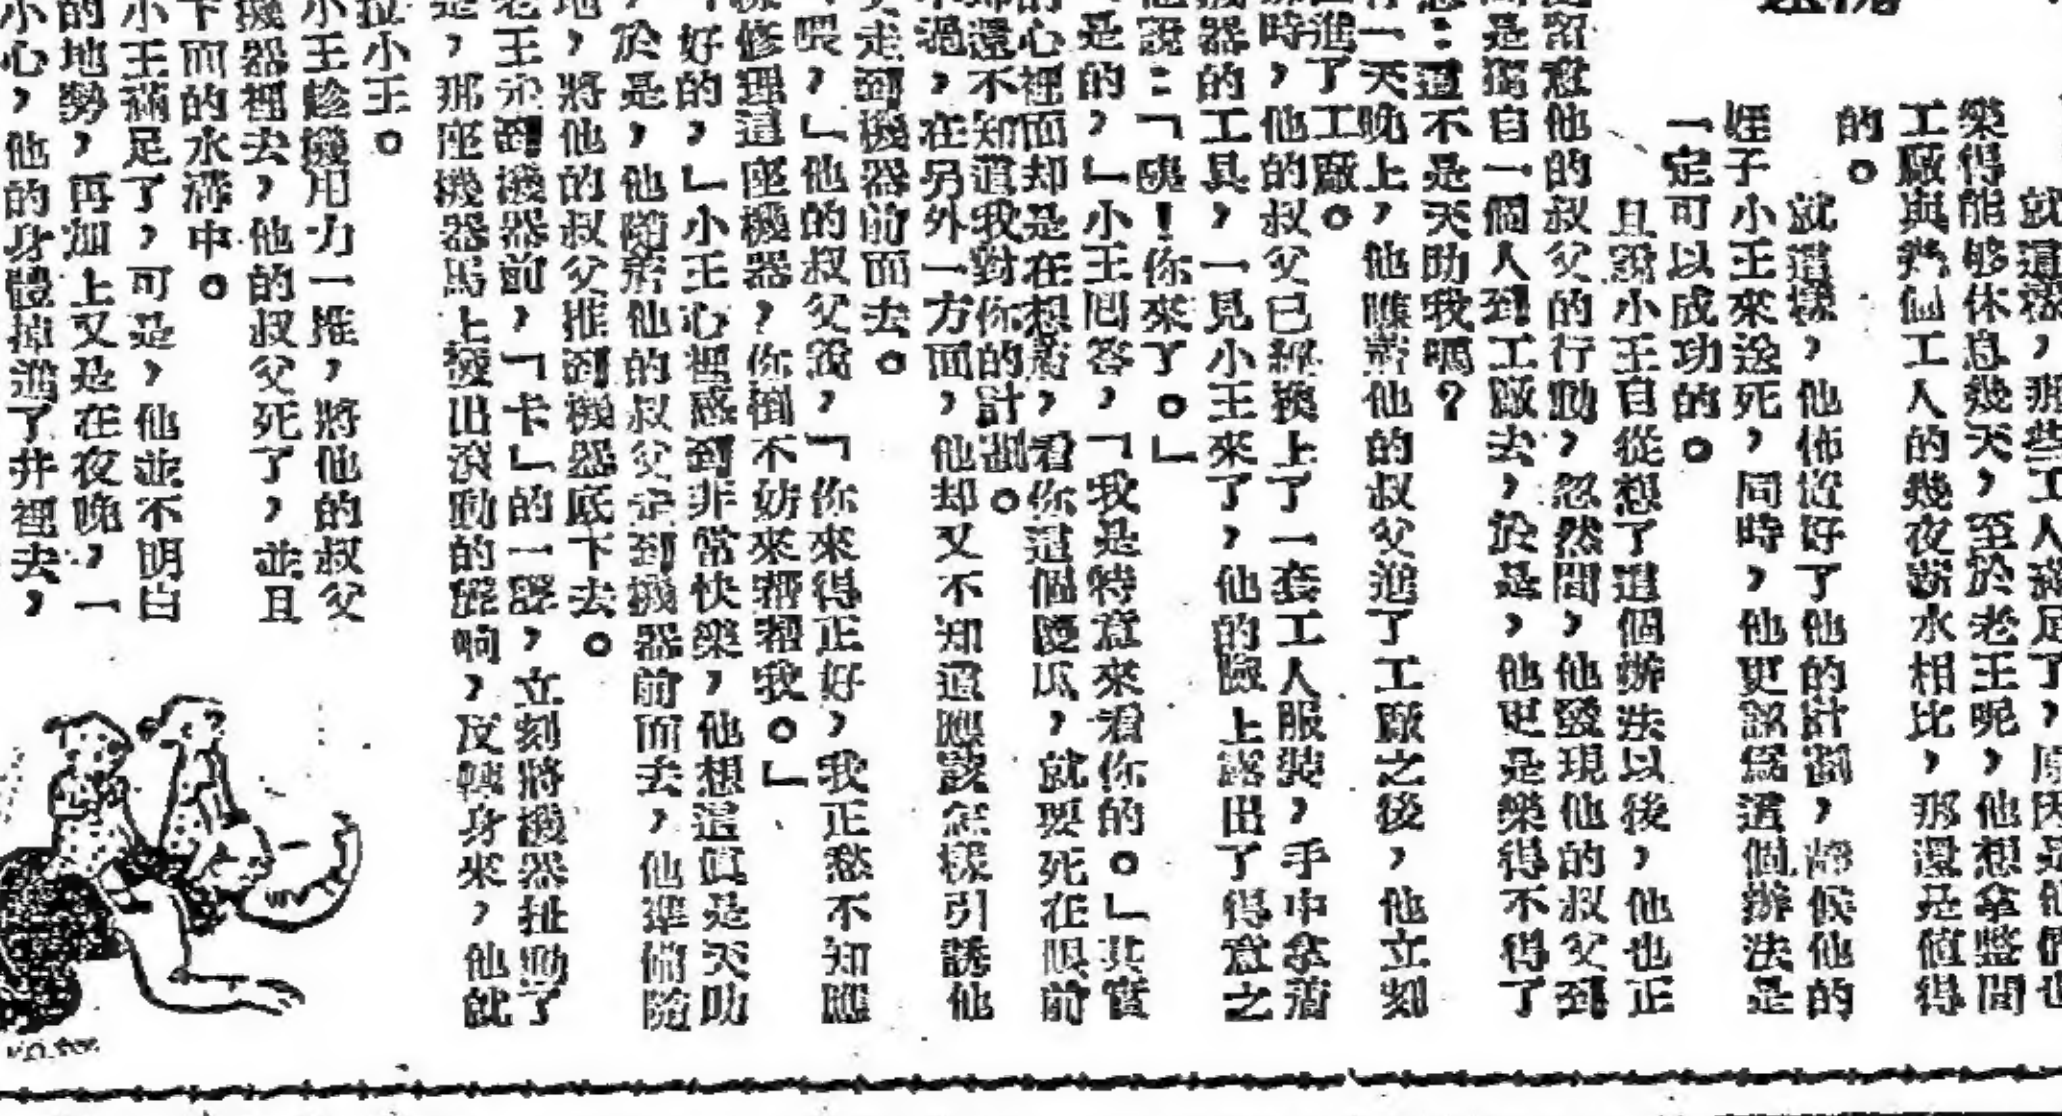 就這樣,那些工人滿足了,原因是他們也
樂得能够休息幾天,至於老王呢,他想拿整間
工廠與幾個工人的幾夜薪水相比,那還是值得
的。
就這樣,他佈置好了他的計劃,靜候他的
姪子小王來送死,同時,他更認爲這個辦法是
一定可以成功的。
且說小王自從想了這個辦法以後,他也正
留意他的叔父的行動,忽然間,他發現他的叔父到
是獨自一個人到工廠去,於是,他更是樂得不得了
:這不是天助我嗎?
一天晚上,他瞧着他的叔父進了工廠之後,他立刻
進了工廠。
時,他的叔父已經換上了一套工人服裝,手中拿着
器的工具,一見小王來了,他的臉上露出了得意之
說:「咦!你來了。」
是的,」小王回答,「我是特意來看你的。」其實
的心裡面却是在想着,看你這個傻瓜,就要死在眼前
還不知道我對你的計劃。
不過,在另外一方面,他却又不知道應該怎樣引誘他
走到機器前面去。
喂,」他的叔父說,「你來得正好,我正愁不知應
樣修理這座機器,你倒不妨來幫幫我。」
好的,」小王心裡感到非常快樂,他想這眞是天助
於是,他隨着他的叔父走到機器前面去,他準備隨
地,將他的叔父推到機器底下去。
老王走到機器前,「卡」的一聲,立刻將機器扯動了
是,那座機器馬上發出滾動的聲响,反轉身來,他就
拉小王。
小王趁機用力一推,將他的叔父
機器裡去,他的叔父死了,並且
下面的水溝中。
小王滿足了,可是,他並不明白
的地勢,再加上又是在夜晚,一
小心,他的身體掉進了井裡去,